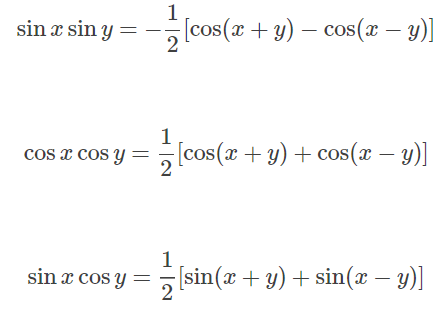 sin x sin y = −1/2[cos(x + y) − cos(x − y)]
cos x cos y = 1/2[cos(x + y) + cos(x − y)]
sin x cos y = 1/2[sin(x + y) + sin(x − y)]